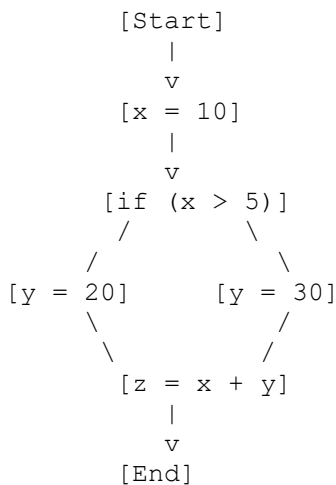 [Start]
|
v
[x = 10]
|
v
[if (x > 5)]
/ \
/ \
[y = 20] [y = 30]
\ /
\ /
[z = x + y]
|
v
[End]